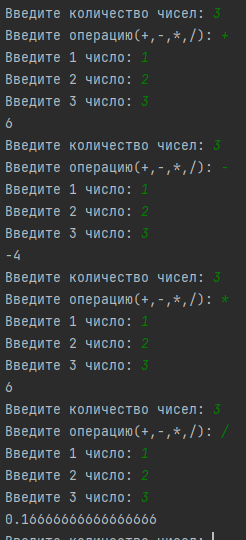 Введите количество чисел: 3
Введите операцию(+,-,*,/): +
Введите 1 число: 1
Введите 2 число: 2
Введите 3 число: 3
6
Введите количество чисел: 3
Введите операцию(+,-,*,/): -
Введите 1 число: 1
Введите 2 число: 2
Введите 3 число: 3
-4
Введите количество чисел: 3
Введите операцию(+,-,*,/): *
Введите 1 число: 1
Введите 2 число: 2
Введите 3 число: 3
6
Введите количество чисел: 3
Введите операцию(+,-,*,/): /
Введите 1 число: 1
Введите 2 число: 2
Введите 3 число: 3
0.16666666666666666
Введите количество чисел: